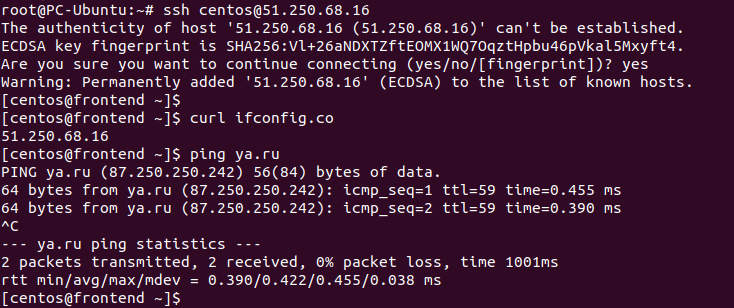 root@PC-Ubuntu:~# ssh centos@51.250.68.16
The authenticity of host '51.250.68.16 (51.250.68.16)' can't be established.
ECDSA key fingerprint is SHA256:Vl+26aNDXTZftEOMX1WQ7OqztHpbu46pVkal5Mxyft4.
Are you sure you want to continue connecting (yes/no/[fingerprint])? yes
Warning: Permanently added '51.250.68.16' (ECDSA) to the list of known hosts.
[centos@frontend ~]$
[centos@frontend ~]$ curl ifconfig.co
51.250.68.16
[centos@frontend ~]$ ping ya.ru
PING ya.ru (87.250.250.242) 56(84) bytes of data.
64 bytes from ya.ru (87.250.250.242): icmp_seq=1 ttl=59 time=0.455 ms
64 bytes from ya.ru (87.250.250.242): icmp_seq=2 ttl=59 time=0.390 ms
^C
--- ya.ru ping statistics ---
2 packets transmitted, 2 received, 0% packet loss, time 1001ms
rtt min/avg/max/mdev = 0.390/0.422/0.455/0.038 ms
[centos@frontend ~]$